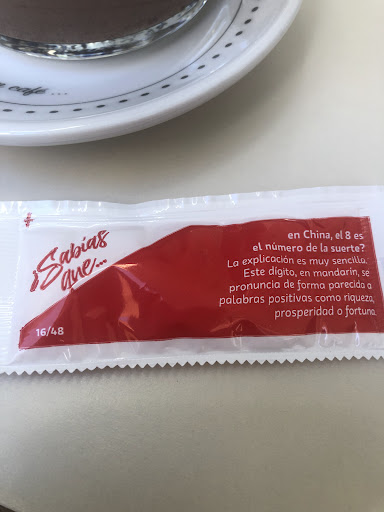 café...
¡Sabías
que...
16/48
en China, el 8 es
el número de la suerte?
La explicación es muy sencilla.
Este dígito, en mandarín, se
pronuncia de forma parecida a
palabras positivas como riqueza,
prosperidad o fortuna.